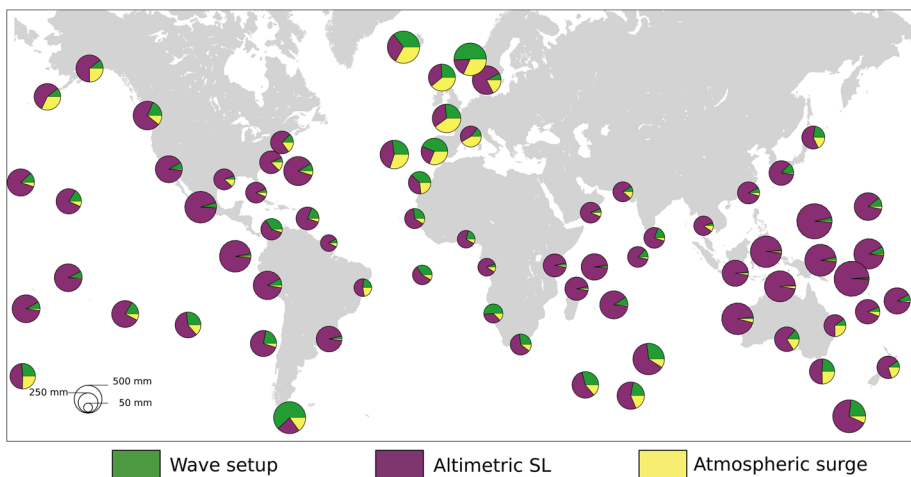 500 mm
250 mm
50 mm
Wave setup
Altimetric SL
Atmospheric surge